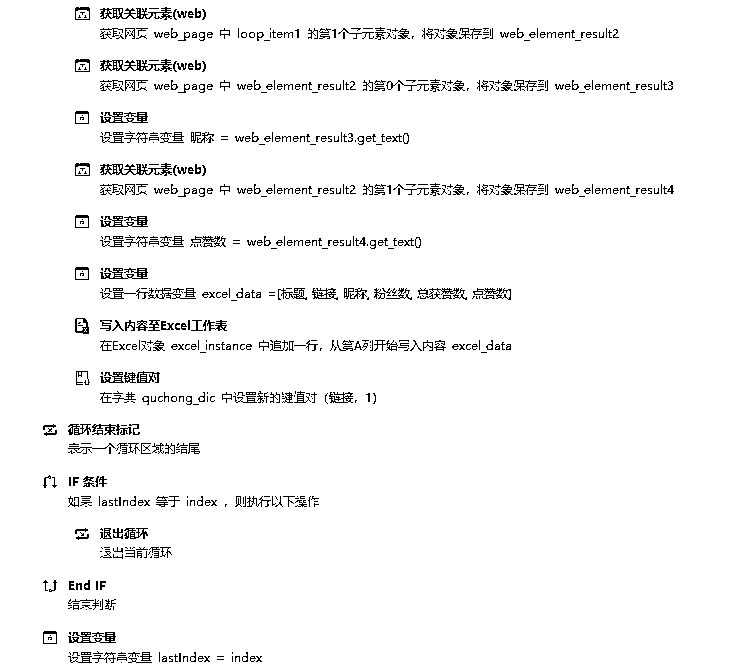 获取关联元素(web)
获取网页 web_page 中 loop_item1 的第1个子元素对象，将对象保存到 web_element_result2
获取关联元素(web)
获取网页 web_page 中 web_element_result2 的第0个子元素对象，将对象保存到 web_element_result3
设置变量
设置字符串变量 昵称 = web_element_result3.get_text()
获取关联元素(web)
获取网页 web_page 中 web_element_result2 的第1个子元素对象，将对象保存到 web_element_result4
设置变量
设置字符串变量 点赞数 = web_element_result4.get_text()
设置变量
设置一行数据变量 excel_data =[标题, 链接, 昵称, 粉丝数, 总获赞数, 点赞数]
写入内容至Excel工作表
在Excel对象 excel_instance 中追加一行，从第A列开始写入内容 excel_data
设置键值对
在字典 quchong_dic 中设置新的键值对（链接，1）
循环结束标记
表示一个循环区域的结尾
IF 条件
如果 lastIndex 等于 index ，则执行以下操作
退出循环
退出当前循环
End IF
结束判断
设置变量
设置字符串变量 lastIndex = index